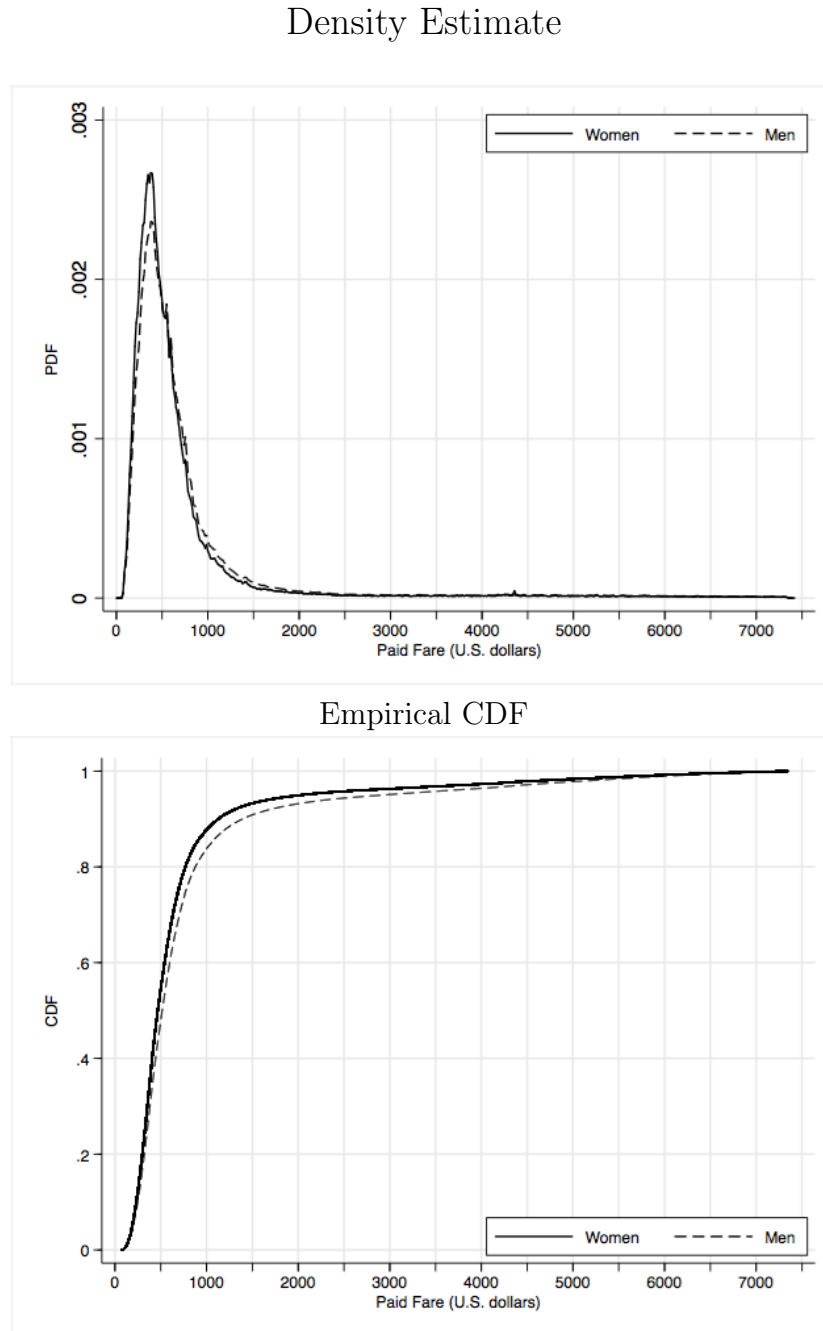 Density Estimate
Women Men
.003
.002
.001
0
PDF
0 1000 2000 3000 4000 5000 6000 7000
Paid Fare (U.S. dollars)
Empirical CDF
1
.8
.6
.4
.2
0
CDF
Women Men
0 1000 2000 3000 4000 5000 6000 7000
Paid Fare (U.S. dollars)